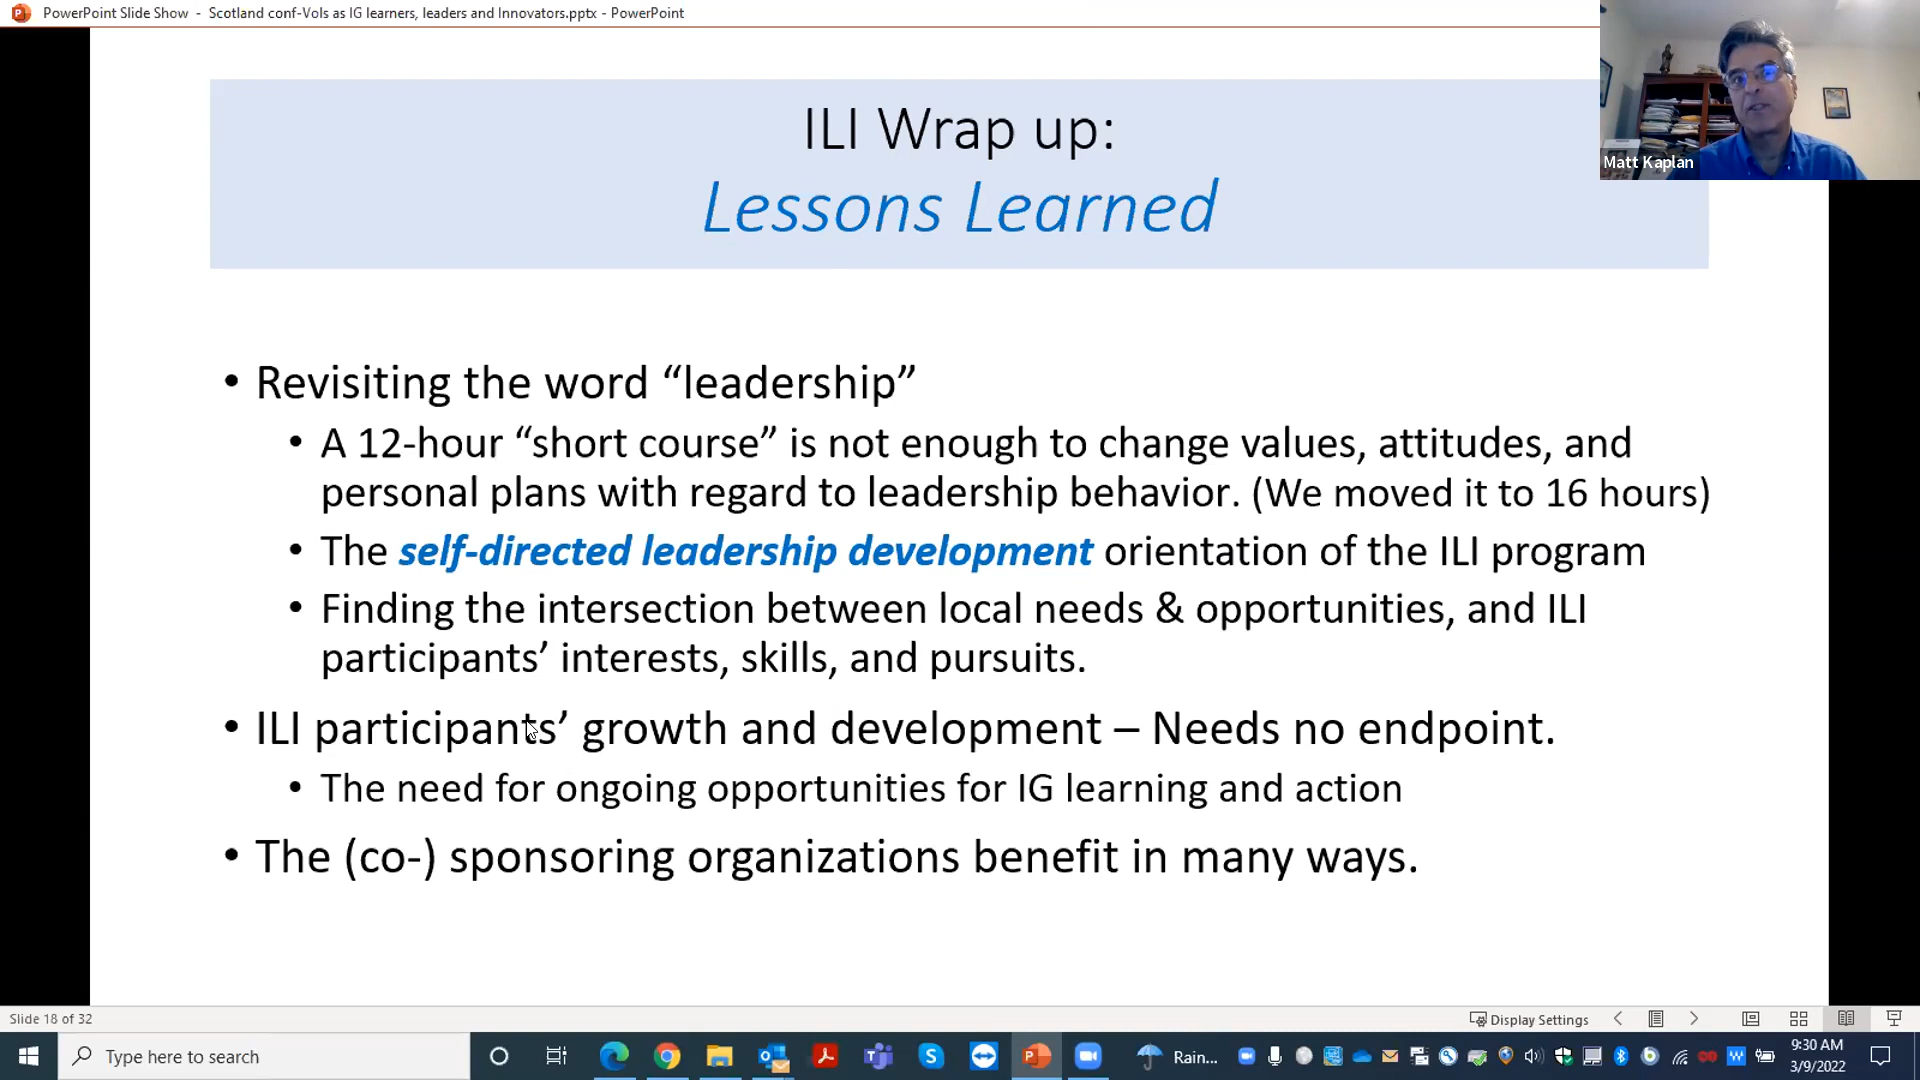 PowerPoint Slide Show - Scotland conf-Vols as IG learners, leaders and Innovators.pptx - PowerPoint
Matt Kaplan
ILI Wrap up:
Lessons Learned
• Revisiting the word “leadership”
• A 12-hour “short course” is not enough to change values, attitudes, and
personal plans with regard to leadership behavior. (We moved it to 16 hours)
• The self-directed leadership development orientation of the ILI program
• Finding the intersection between local needs & opportunities, and ILI
participants’ interests, skills, and pursuits.
• ILI participants’ growth and development – Needs no endpoint.
• The need for ongoing opportunities for IG learning and action
• The (co-) sponsoring organizations benefit in many ways.
Slide 18 of 32
Display Settings
Type here to search
Rain...
9:30 AM
3/9/2022